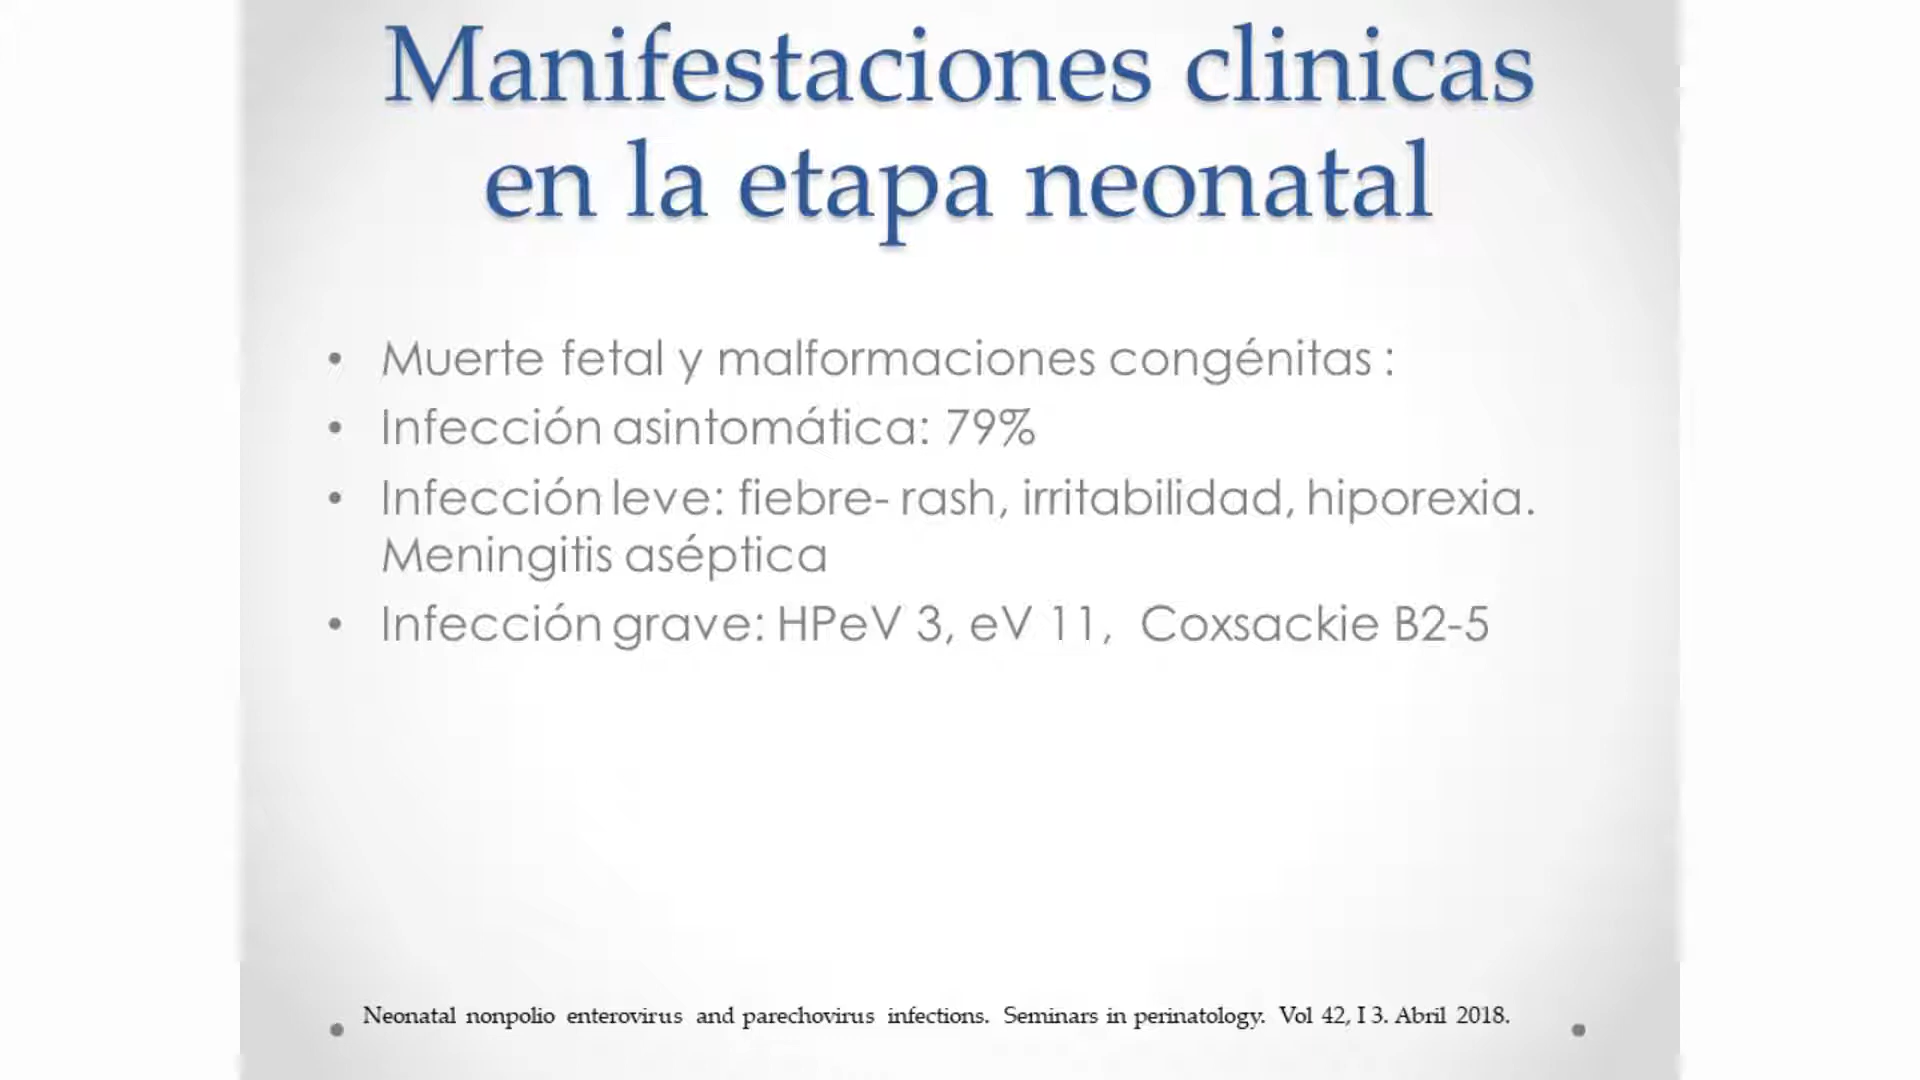 Manifestaciones clinicas
en la etapa neonatal
• Muerte fetal y malformaciones congénitas :
• Infección asintomática: 79%
• Infección leve: fiebre- rash, irritabilidad, hiporexia.
Meningitis aséptica
• Infección grave: HPeV 3, eV 11, Coxsackie B2-5
Neonatal nonpolio enterovirus and parechovirus infections. Seminars in perinatology. Vol 42, I 3. Abril 2018.